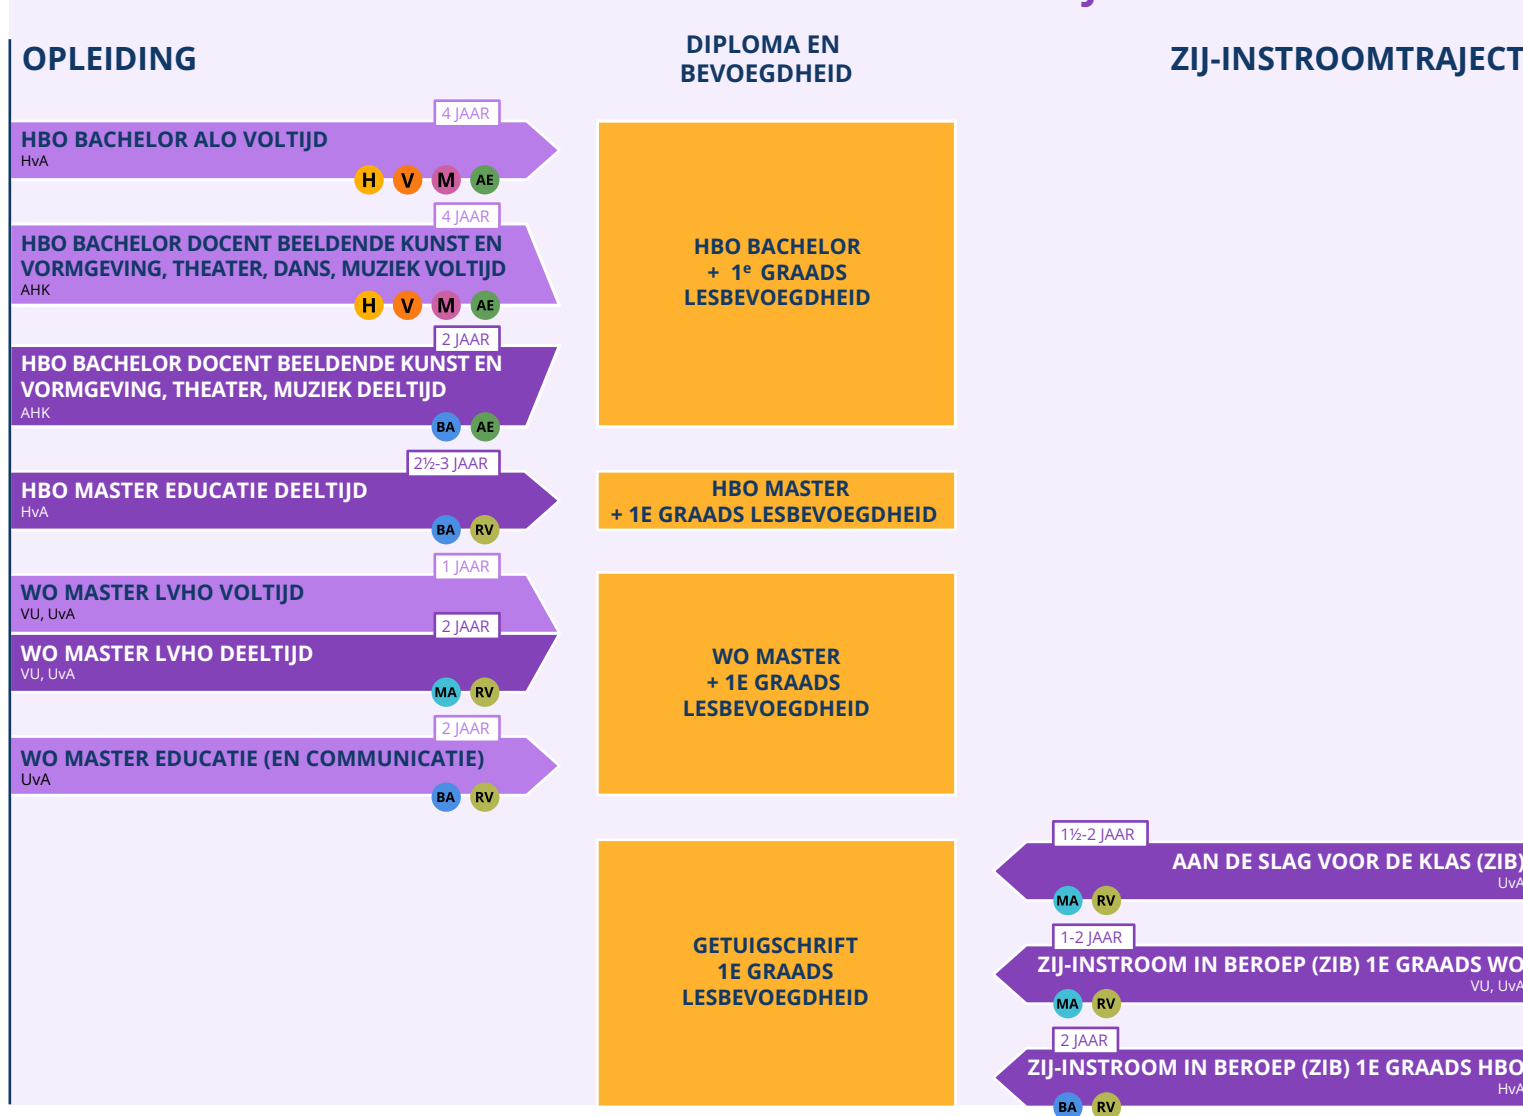 OPLEIDING
DIPLOMA EN
BEVOEGDHEID
ZIJ-INSTROOMTRAJECT
4 JAAR
HBO BACHELOR ALO VOLTIJD
HvA
H V M AE
4 JAAR
HBO BACHELOR DOCENT BEELDENDE KUNST EN
VORMGEVING, THEATER, DANS, MUZIEK VOLTIJD
AHK
H V M AE
2 JAAR
HBO BACHELOR DOCENT BEELDENDE KUNST EN
VORMGEVING, THEATER, MUZIEK DEELTIJD
AHK
BA AE
HBO BACHELOR
+ 1e GRAADS
LESBEVOEGDHEID
2½-3 JAAR
HBO MASTER EDUCATIE DEELTIJD
HvA
BA RV
HBO MASTER
+ 1E GRAADS LESBEVOEGDHEID
1 JAAR
WO MASTER LVHO VOLTIJD
VU, UvA
2 JAAR
WO MASTER LVHO DEELTIJD
VU, UvA
MA RV
2 JAAR
WO MASTER EDUCATIE (EN COMMUNICATIE)
UvA
BA RV
WO MASTER
+ 1E GRAADS
LESBEVOEGDHEID
GETUIGSCHRIFT
1E GRAADS
LESBEVOEGDHEID
1½-2 JAAR
AAN DE SLAG VOOR DE KLAS (ZIB)
UvA
MA RV
1-2 JAAR
ZIJ-INSTROOM IN BEROEP (ZIB) 1E GRAADS WO
VU, UvA
MA RV
2 JAAR
ZIJ-INSTROOM IN BEROEP (ZIB) 1E GRAADS HBO
HvA
BA RV